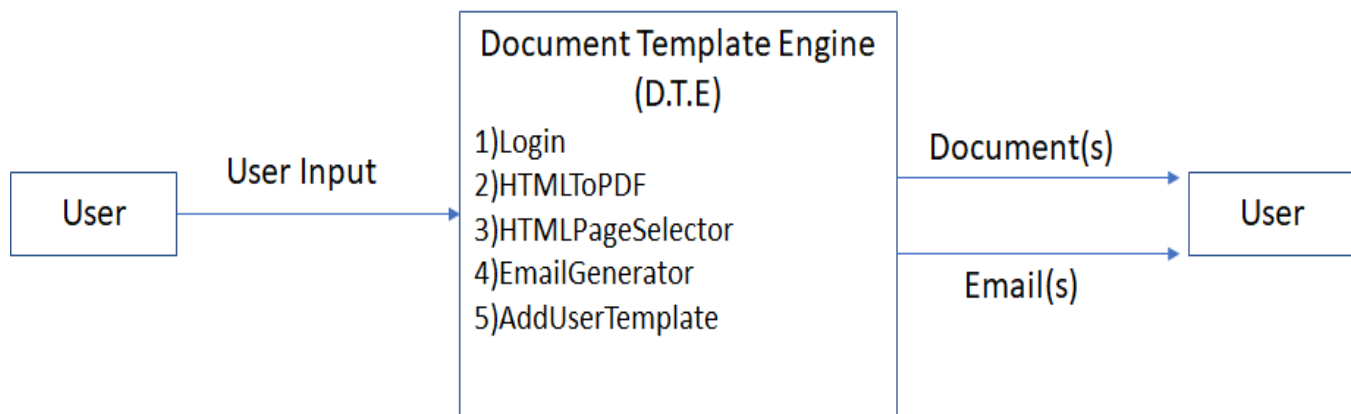 User
User Input
Document Template Engine
(D.T.E)
1)Login
2)HTMLToPDF
3)HTMLPageSelector
4)EmailGenerator
5)AddUserTemplate
Document(s)
Email(s)
User